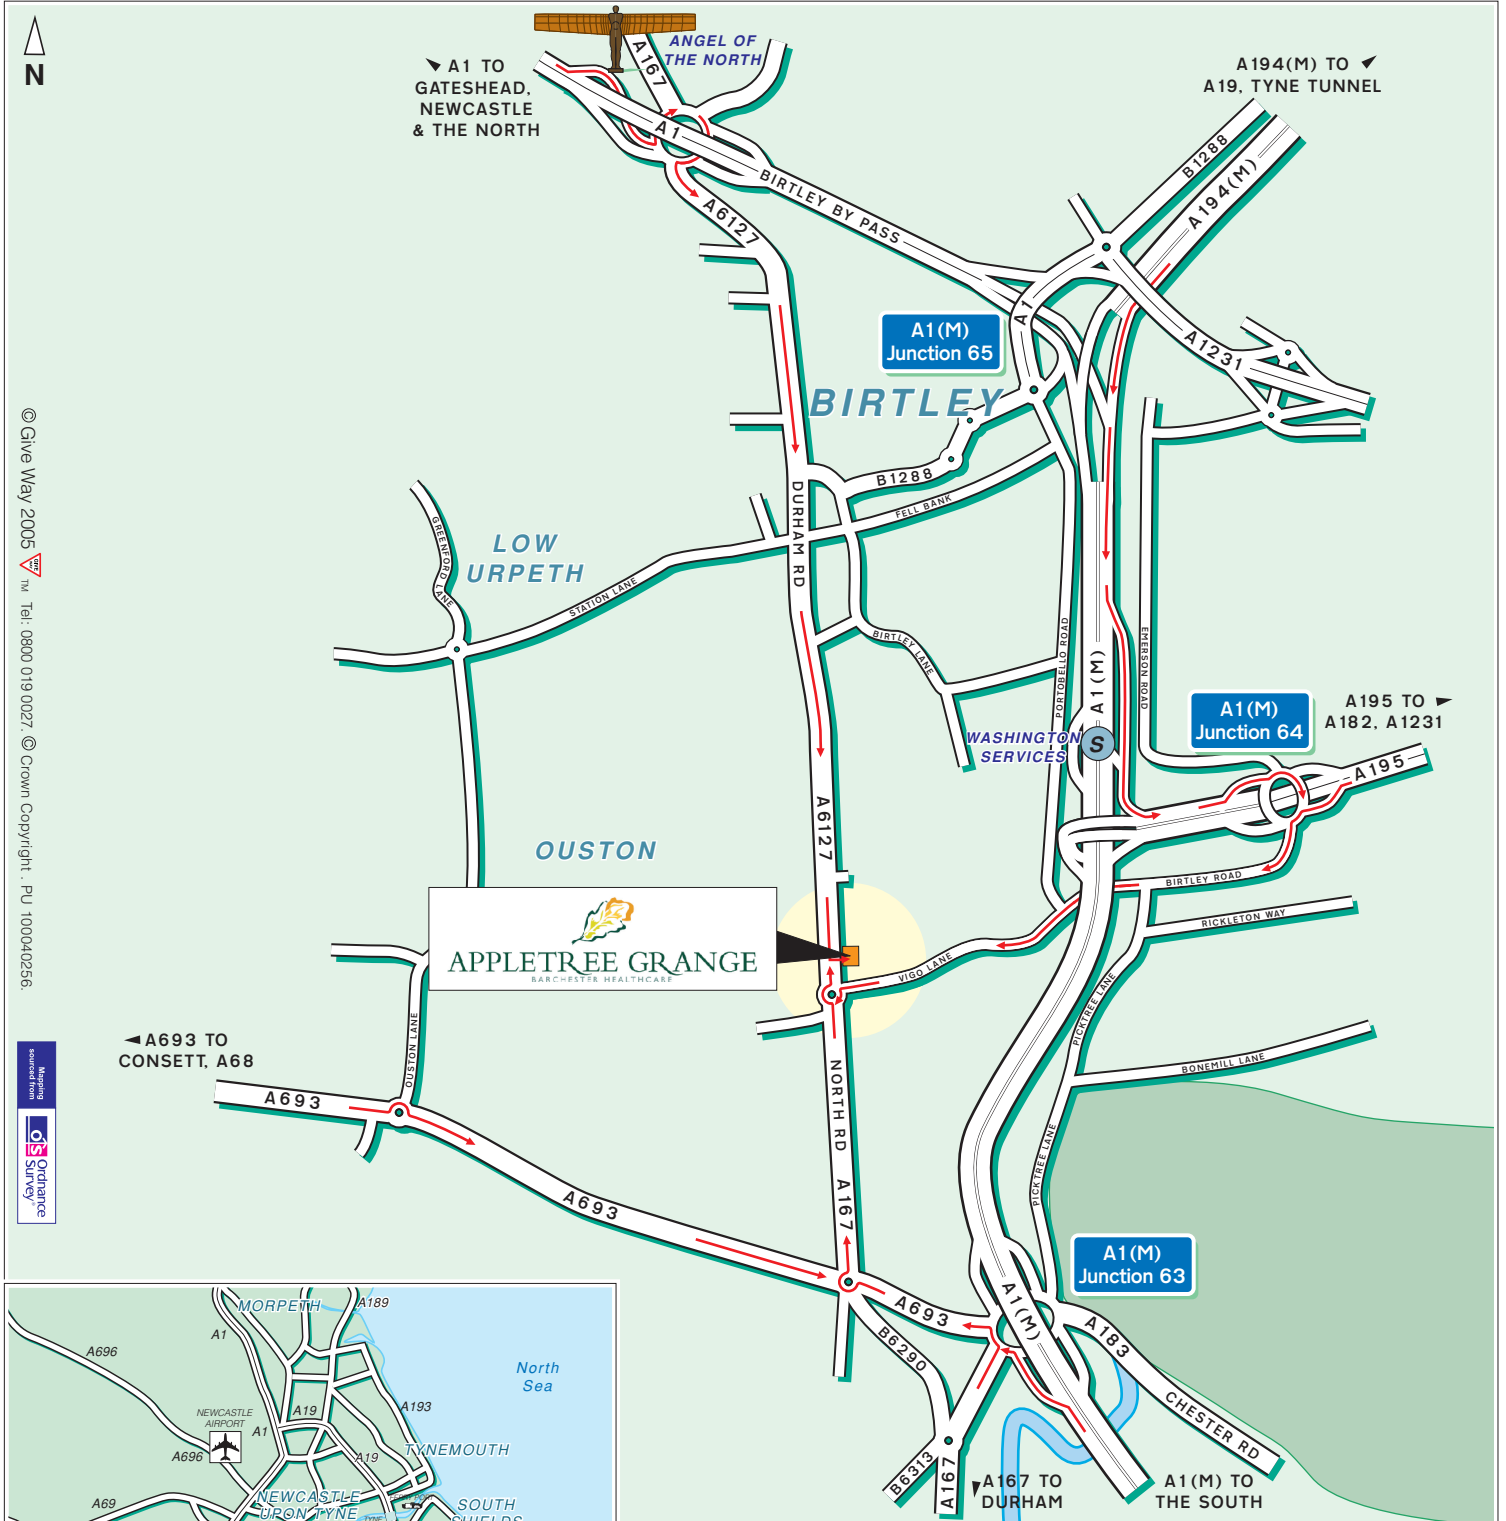 N
A1 TO
GATESHEAD,
NEWCASTLE
& THE NORTH
A167
ANGEL OF
THE NORTH
A194(M) TO
A19, TYNE TUNNEL
A1
BIRTLEY BY PASS
A6127
B1288
A194(M)
A1
A1231
A1(M)
Junction 65
BIRTLEY
B1288
FELL BANK
DURHAM RD
GREENFORD LANE
LOW
URPETH
STATION LANE
BIRTLEY LANE
PORTOBELLO ROAD
A1(M)
EMERSON ROAD
WASHINGTON
SERVICES
S
A1(M)
Junction 64
A195 TO
A182, A1231
A195
A6127
OUSTON
BIRTLEY ROAD
RICKLETON WAY
APPLETREE GRANGE
BARCHESTER HEALTHCARE
VIGO LANE
PICKTREE LANE
BONEMILL LANE
A693 TO
CONSETT, A68
OUSTON LANE
A693
NORTH RD
PICKTREE LANE
A167
A693
A1(M)
Junction 63
A1(M)
A693
A183
B6290
CHESTER RD
B6313
A167
A167 TO
DURHAM
A1(M) TO
THE SOUTH
© Give Way 2005
TM Tel: 0800 019 0027. © Crown Copyright . PU 100040256.
Mapping
sourced from
Ordnance
Survey
MORPETH
A189
A1
A696
North
Sea
NEWCASTLE
AIRPORT
A19
A193
A1
A696
A19
TYNEMOUTH
A69
NEWCASTLE
UPON TYNE
TYNE
SOUTH
SHIELDS